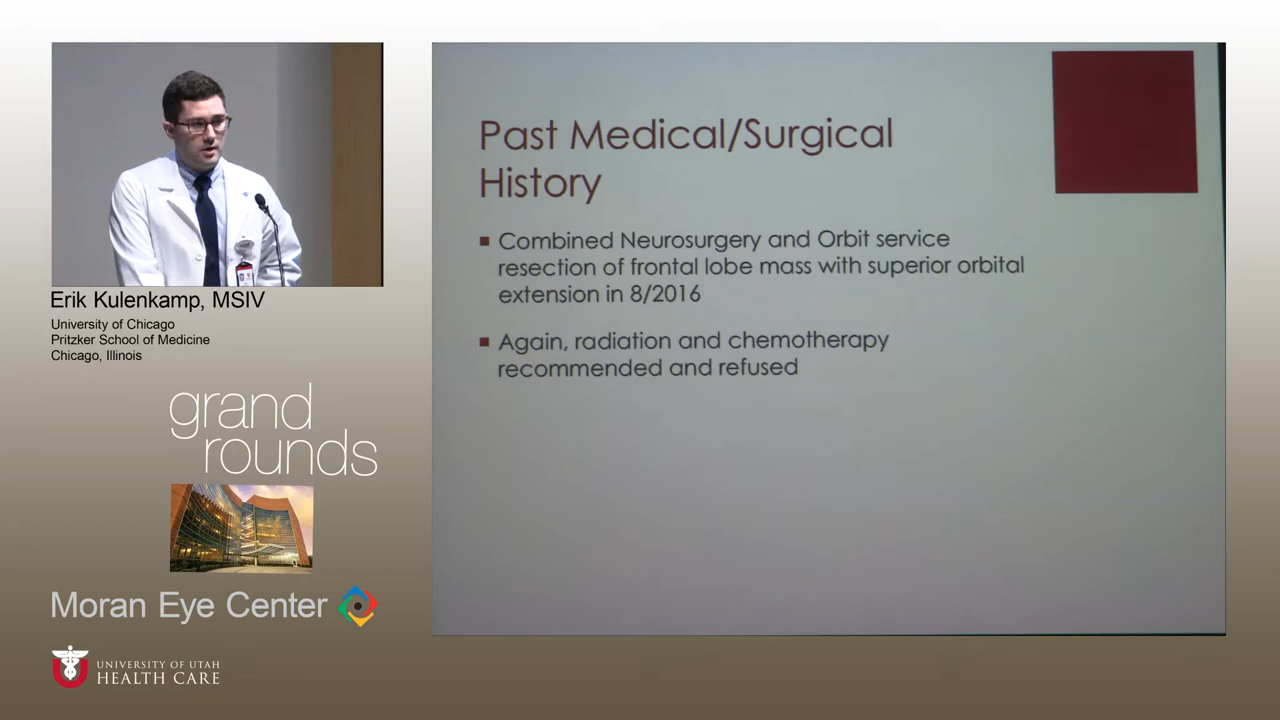 Past Medical/Surgical
History
▪ Combined Neurosurgery and Orbit service
resection of frontal lobe mass with superior orbital
extension in 8/2016
▪ Again, radiation and chemotherapy
recommended and refused
Erik Kulenkamp, MSIV
University of Chicago
Pritzker School of Medicine
Chicago, Illinois
grand
rounds
Moran Eye Center
UNIVERSITY OF UTAH
HEALTH CARE